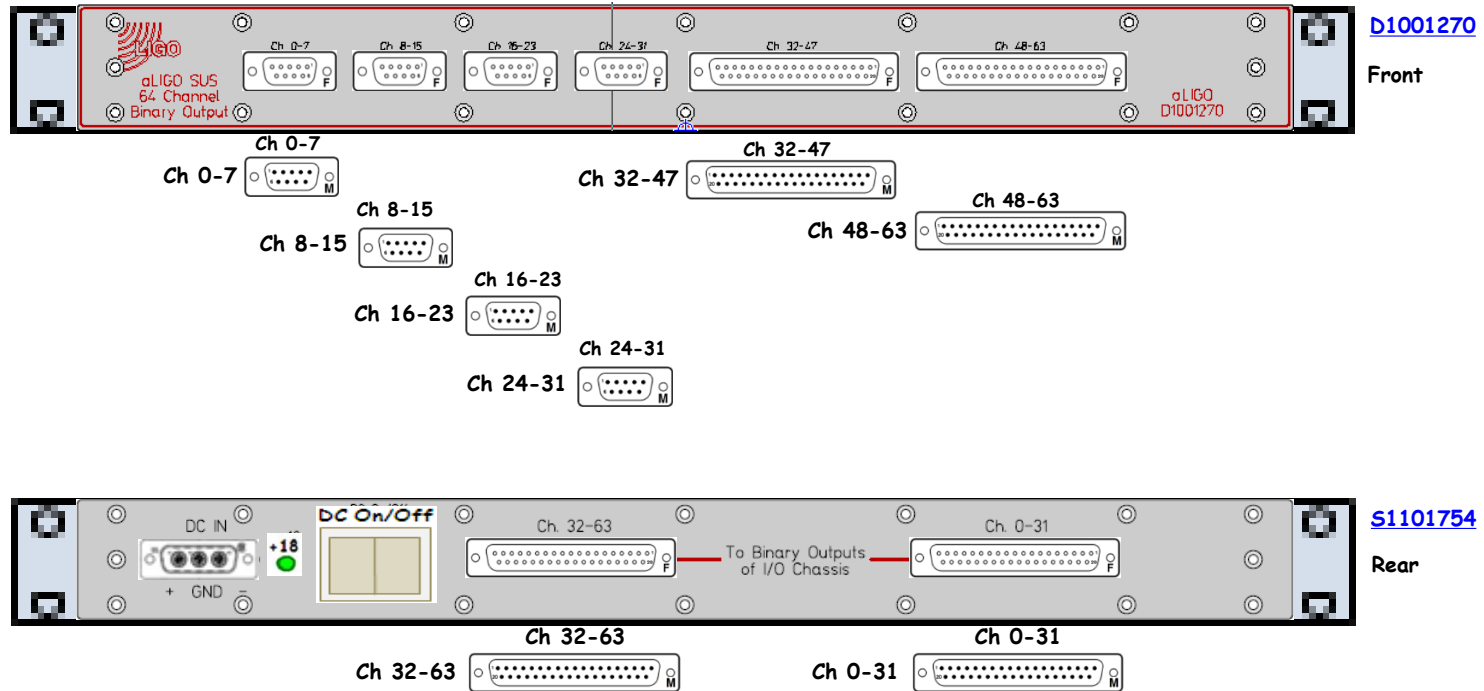 D1001270
Front
LIGO
aLIGO SUS
64 Channel
Binary Output
Ch 0-7
Ch 8-15
Ch 16-23
Ch 24-31
Ch 32-47
Ch 48-63
F
F
F
F
F
F
aLIGO
D1001270
Ch 0-7
Ch 0-7
M
Ch 32-47
Ch 32-47
M
Ch 8-15
Ch 8-15
M
Ch 48-63
Ch 48-63
M
Ch 16-23
Ch 16-23
M
Ch 24-31
Ch 24-31
M
S1101754
Rear
DC IN
+ GND -
+18
DC On/Off
Ch. 32-63
F
To Binary Outputs
of I/O Chassis
Ch. 0-31
F
Ch 32-63
Ch 32-63
M
Ch 0-31
Ch 0-31
M